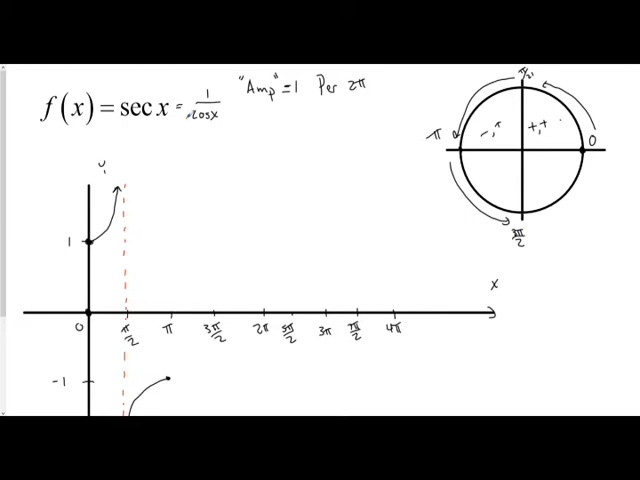 f(x) = sec x = 1/cosx
"Amp" = 1 Per 2π
π/2
-,+ +,+
π 0
3π/2
y
1
x
0 π/2 π 3π/2 2π 5π/2 3π 7π/2 4π
-1